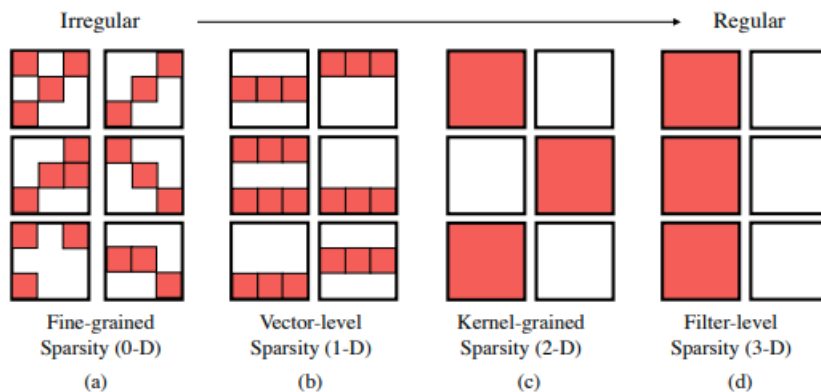 Irregular
Regular
Fine-grained
Sparsity (0-D)
(a)
Vector-level
Sparsity (1-D)
(b)
Kernel-grained
Sparsity (2-D)
(c)
Filter-level
Sparsity (3-D)
(d)